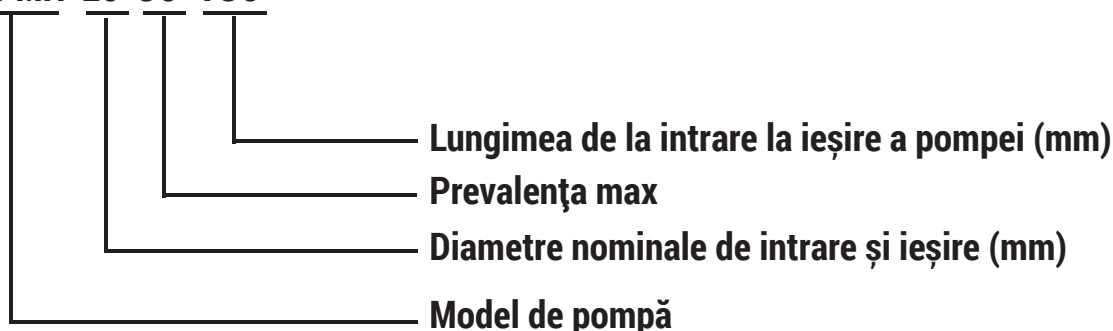 Lungimea de la intrare la ieșire a pompei (mm)
Prevalenţa max
Diametre nominale de intrare și ieșire (mm)
Model de pompă